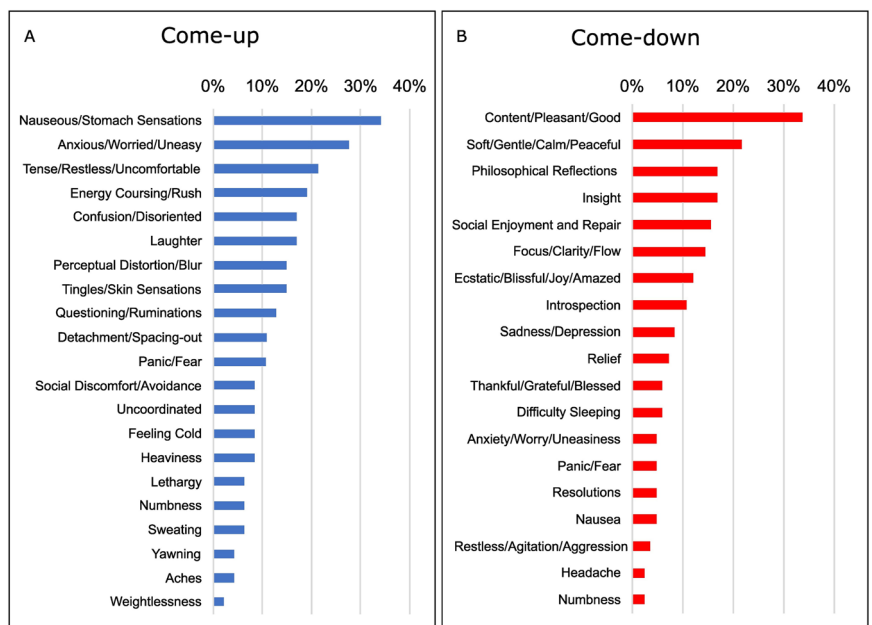 A
Come-up
0% 10% 20% 30% 40%
Nauseous/Stomach Sensations
Anxious/Worried/Uneasy
Tense/Restless/Uncomfortable
Energy Coursing/Rush
Confusion/Disoriented
Laughter
Perceptual Distortion/Blur
Tingles/Skin Sensations
Questioning/Ruminations
Detachment/Spacing-out
Panic/Fear
Social Discomfort/Avoidance
Uncoordinated
Feeling Cold
Heaviness
Lethargy
Numbness
Sweating
Yawning
Aches
Weightlessness
B
Come-down
0% 10% 20% 30% 40%
Content/Pleasant/Good
Soft/Gentle/Calm/Peaceful
Philosophical Reflections
Insight
Social Enjoyment and Repair
Focus/Clarity/Flow
Ecstatic/Blissful/Joy/Amazed
Introspection
Sadness/Depression
Relief
Thankful/Grateful/Blessed
Difficulty Sleeping
Anxiety/Worry/Uneasiness
Panic/Fear
Resolutions
Nausea
Restless/Agitation/Aggression
Headache
Numbness